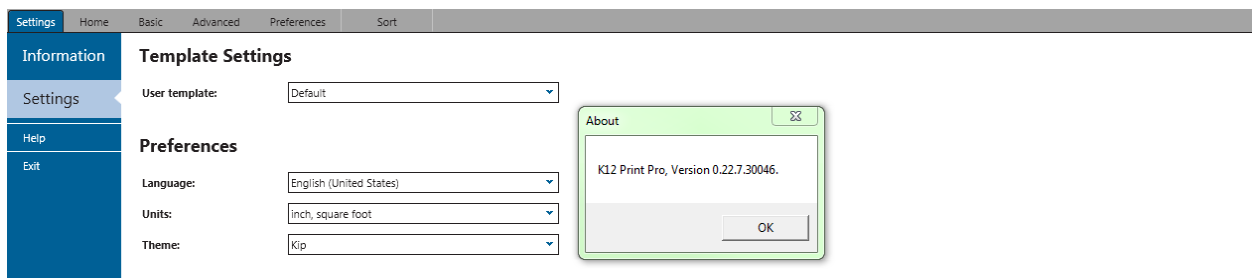 Settings Home Basic Advanced Preferences Sort
Information
Settings
Help
Exit
Template Settings
User template: Default
Preferences
Language: English (United States)
Units: inch, square foot
Theme: Kip
About
K12 Print Pro, Version 0.22.7.30046.
OK